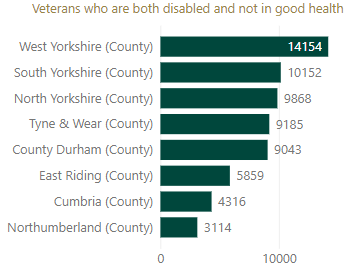 Veterans who are both disabled and not in good health
West Yorkshire (County) 14154
South Yorkshire (County) 10152
North Yorkshire (County) 9868
Tyne & Wear (County) 9185
County Durham (County) 9043
East Riding (County) 5859
Cumbria (County) 4316
Northumberland (County) 3114
0 10000